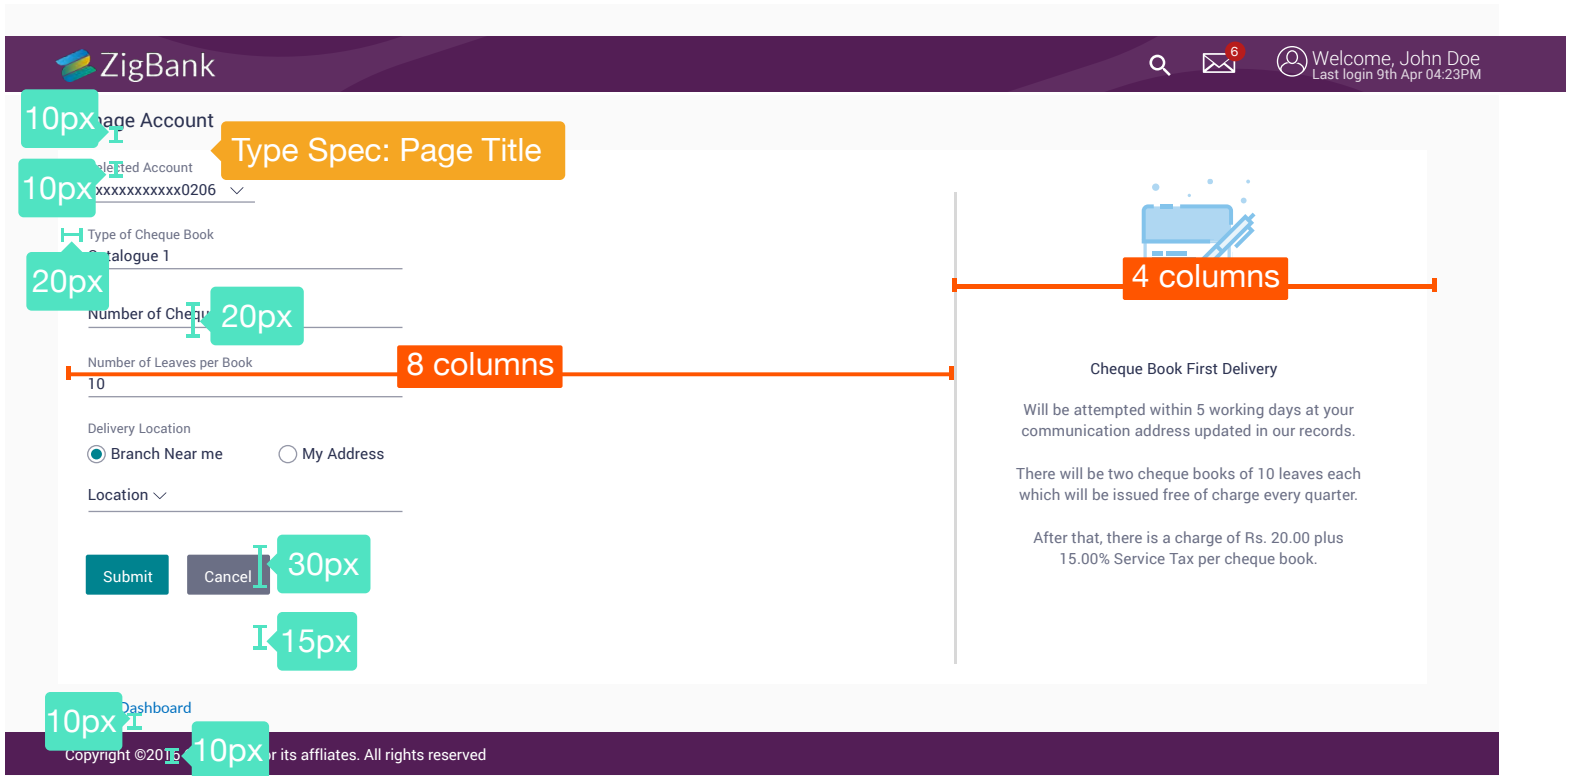 ZigBank
6
Welcome, John Doe
Last login 9th Apr 04:23PM
10px
age Account
Type Spec: Page Title
elected Account
10px
xxxxxxxxxxx0206
Type of Cheque Book
talogue 1
20px
4 columns
Number of Chequ
20px
Number of Leaves per Book
8 columns
10
Cheque Book First Delivery
Will be attempted within 5 working days at your
communication address updated in our records.
Delivery Location
Branch Near me
My Address
There will be two cheque books of 10 leaves each
which will be issued free of charge every quarter.
Location
After that, there is a charge of Rs. 20.00 plus
15.00% Service Tax per cheque book.
30px
Submit
Cancel
15px
Dashboard
10px
Copyright ©2016
10px
r its affliates. All rights reserved